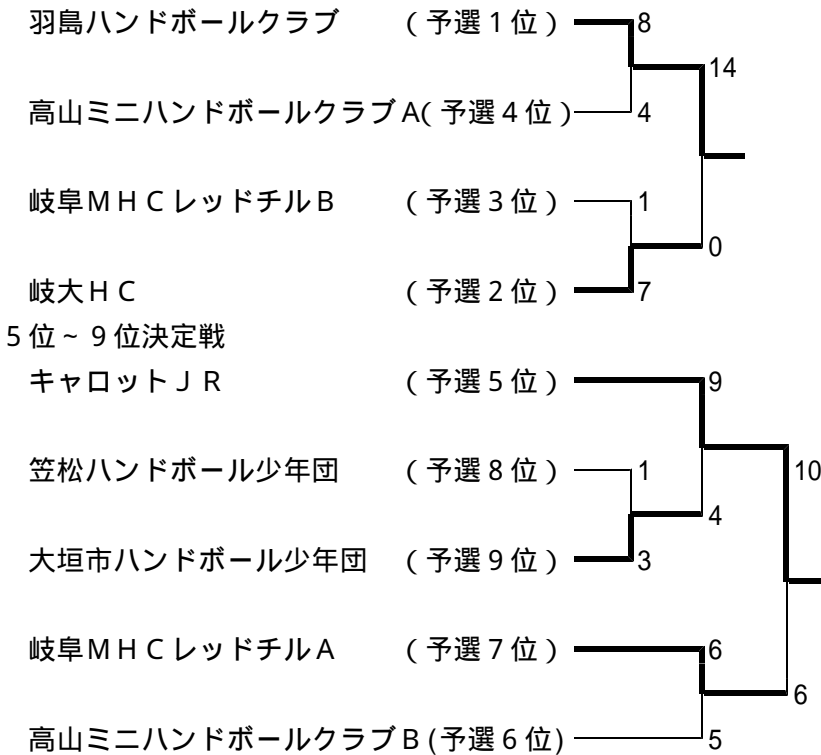 羽島ハンドボールクラブ (予選1位) 8
14
高山ミニハンドボールクラブA(予選4位) 4
岐阜MHCレッドチルB (予選3位) 1
0
岐大HC (予選2位) 7
5位~9位決定戦
キャロットJR (予選5位) 9
笠松ハンドボール少年団 (予選8位) 1 10
4
大垣市ハンドボール少年団 (予選9位) 3
岐阜MHCレッドチルA (予選7位) 6
6
高山ミニハンドボールクラブB(予選6位) 5